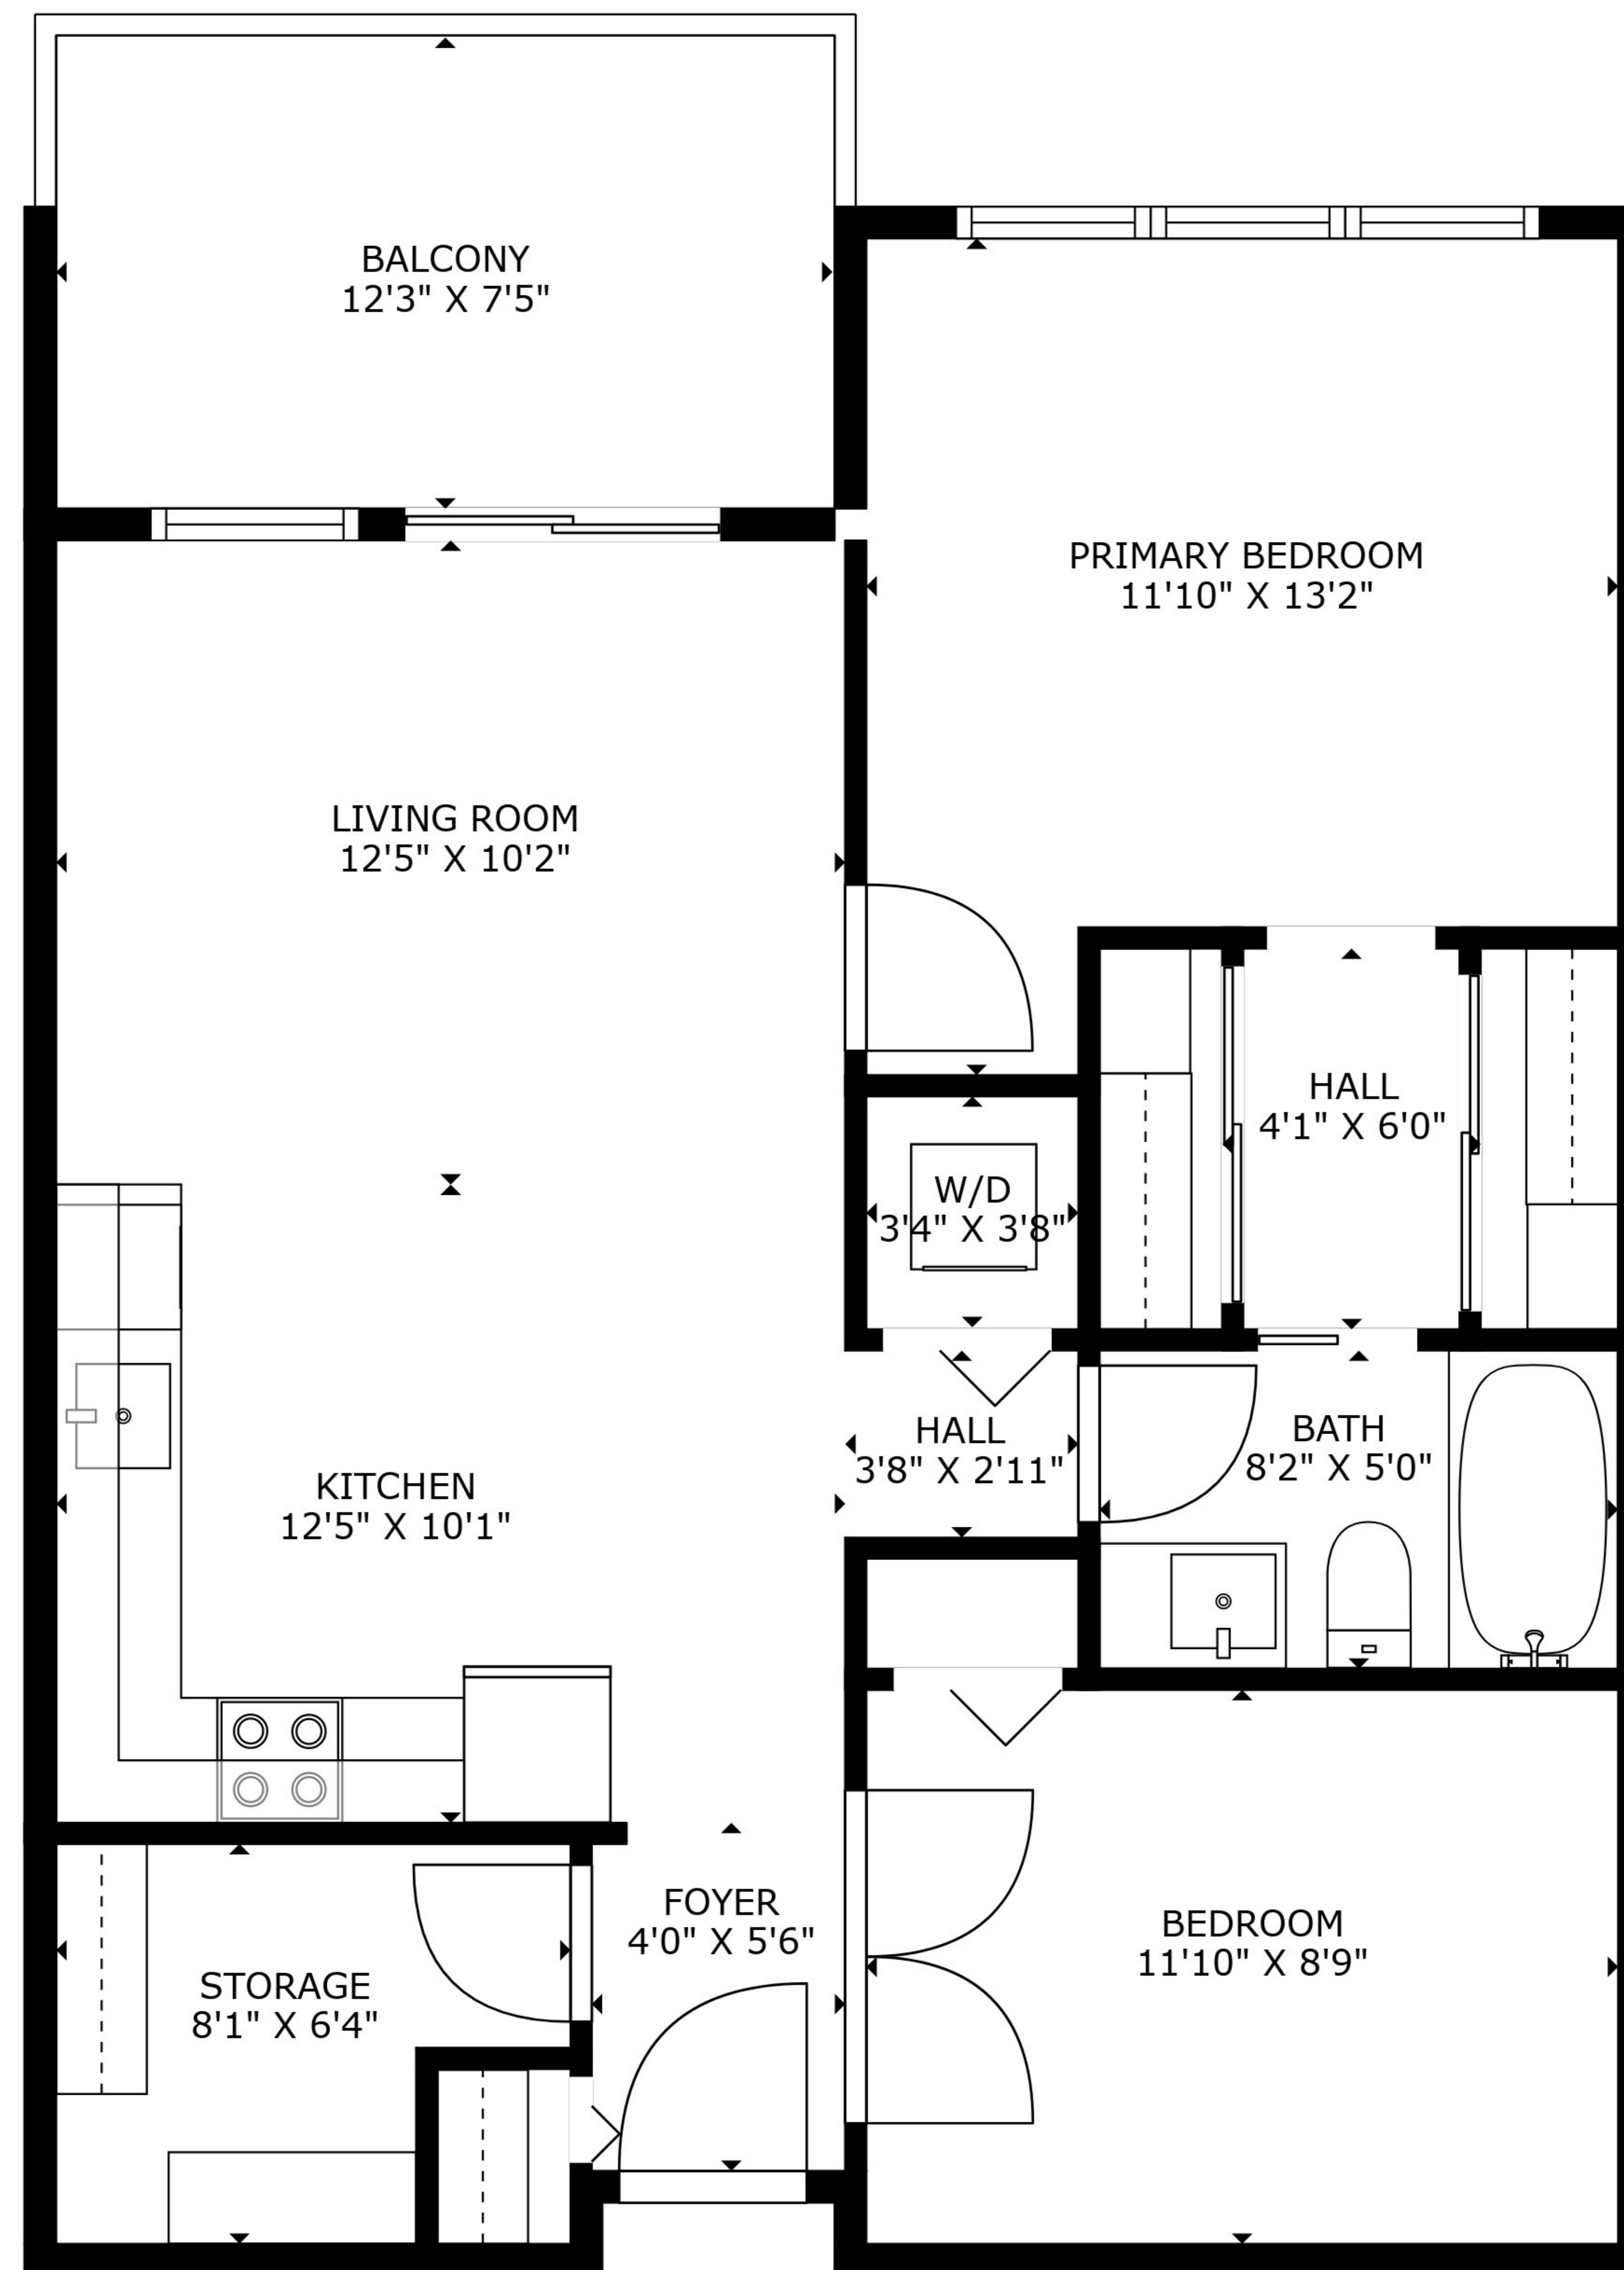 BALCONY
12'3" X 7'5"
PRIMARY BEDROOM
11'10" X 13'2"
LIVING ROOM
12'5" X 10'2"
HALL
4'1" X 6'0"
W/D
3'4" X 3'8"
HALL
3'8" X 2'11"
BATH
8'2" X 5'0"
KITCHEN
12'5" X 10'1"
FOYER
4'0" X 5'6"
BEDROOM
11'10" X 8'9"
STORAGE
8'1" X 6'4"